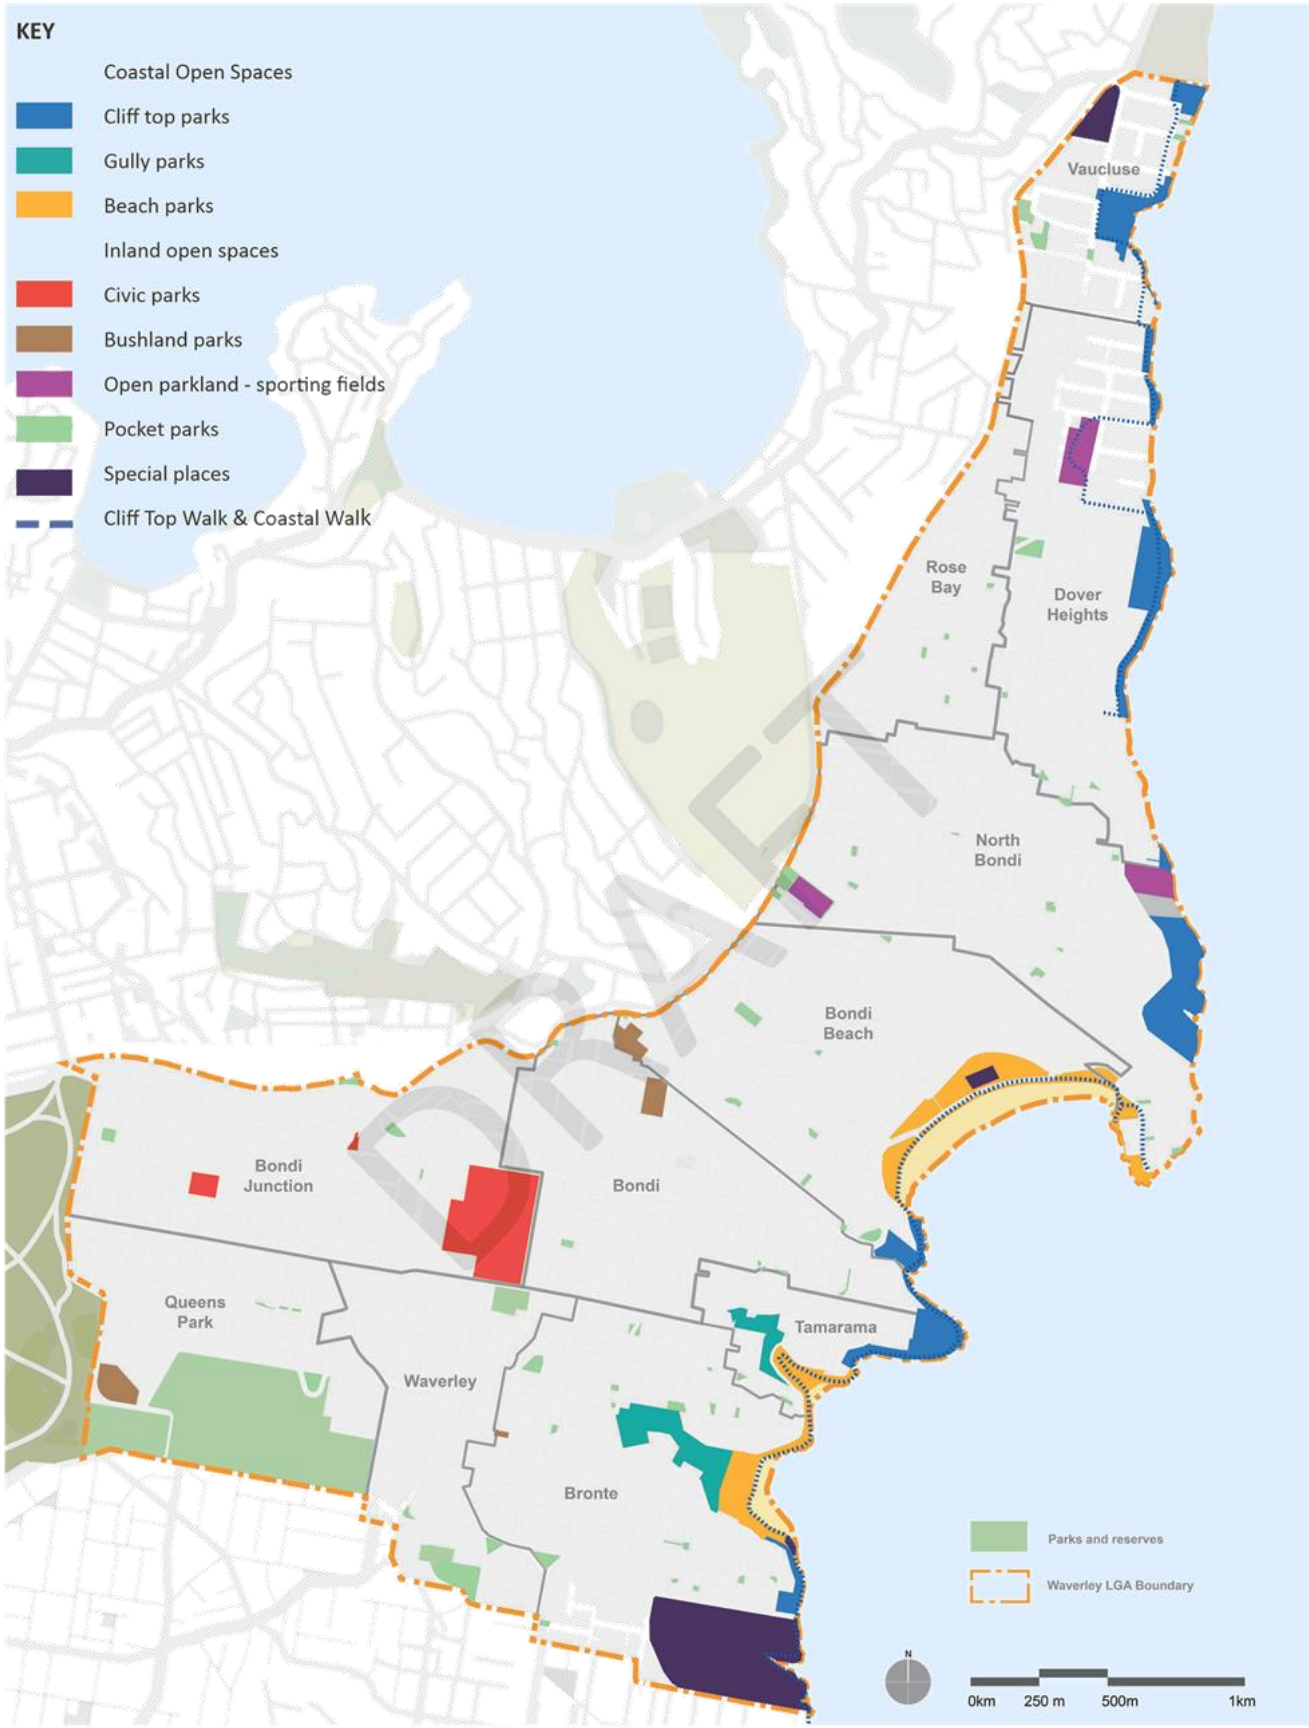 KEY
Coastal Open Spaces
Cliff top parks
Gully parks
Beach parks
Inland open spaces
Civic parks
Bushland parks
Open parkland - sporting fields
Pocket parks
Special places
Cliff Top Walk & Coastal Walk
Vaucluse
Rose
Bay
Dover
Heights
North
Bondi
Bondi
Beach
Bondi
Junction
Bondi
Queens
Park
Tamarama
Waverley
Bronte
DRAFT
Parks and reserves
Waverley LGA Boundary
N
0km 250 m 500m 1km